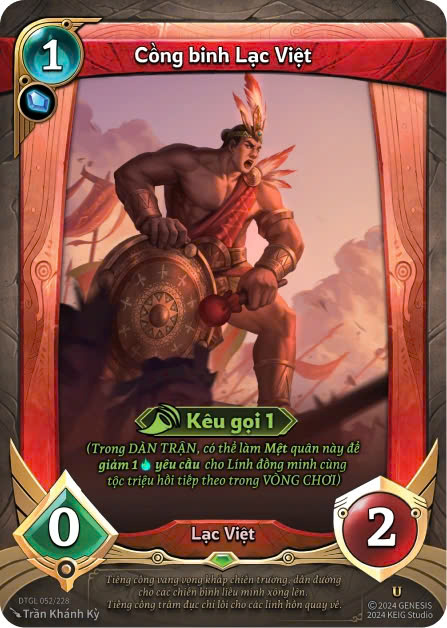 1
Cồng binh Lạc Việt
Kêu gọi 1
(Trong DÀN TRẬN, có thể làm Mệt quân này để
giảm 1 yêu cầu cho Lính đồng minh cùng
tộc triệu hồi tiếp theo trong VÒNG CHƠI)
0
Lạc Việt
2
Tiếng cồng vang vọng khắp chiến trường, dẫn đường
cho các chiến binh liều mình xông lên.
Tiếng cồng trầm đục chỉ lối cho các linh hồn quay về.
U
DTGL 052/228
Trần Khánh Kỳ
© 2024 GENESIS
2024 KEIG Studio